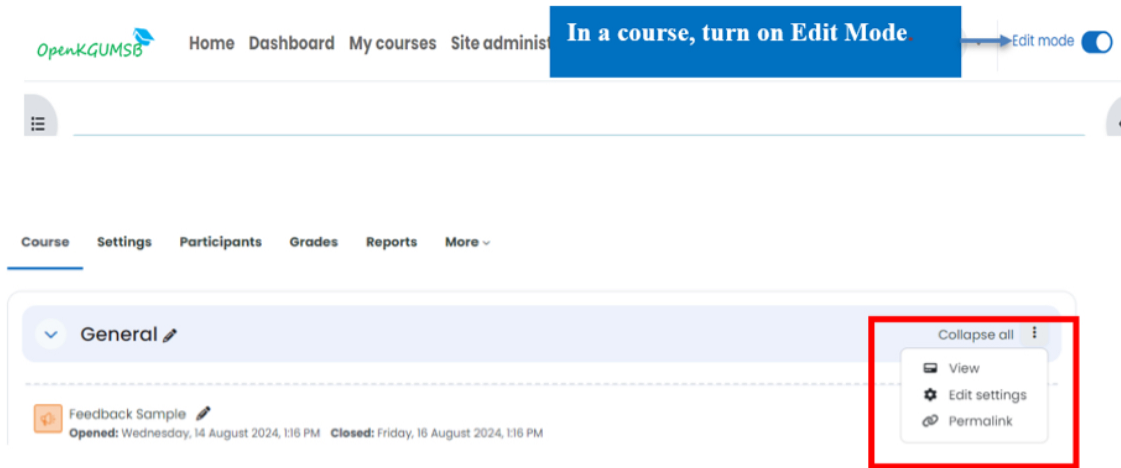 OpenKGUMSB
Home Dashboard My courses Site administ
In a course, turn on Edit Mode.
Edit mode
Course Settings Participants Grades Reports More
General
Collapse all
View
Edit settings
Permalink
Feedback Sample
Opened: Wednesday, 14 August 2024, 1:16 PM Closed: Friday, 16 August 2024, 1:16 PM